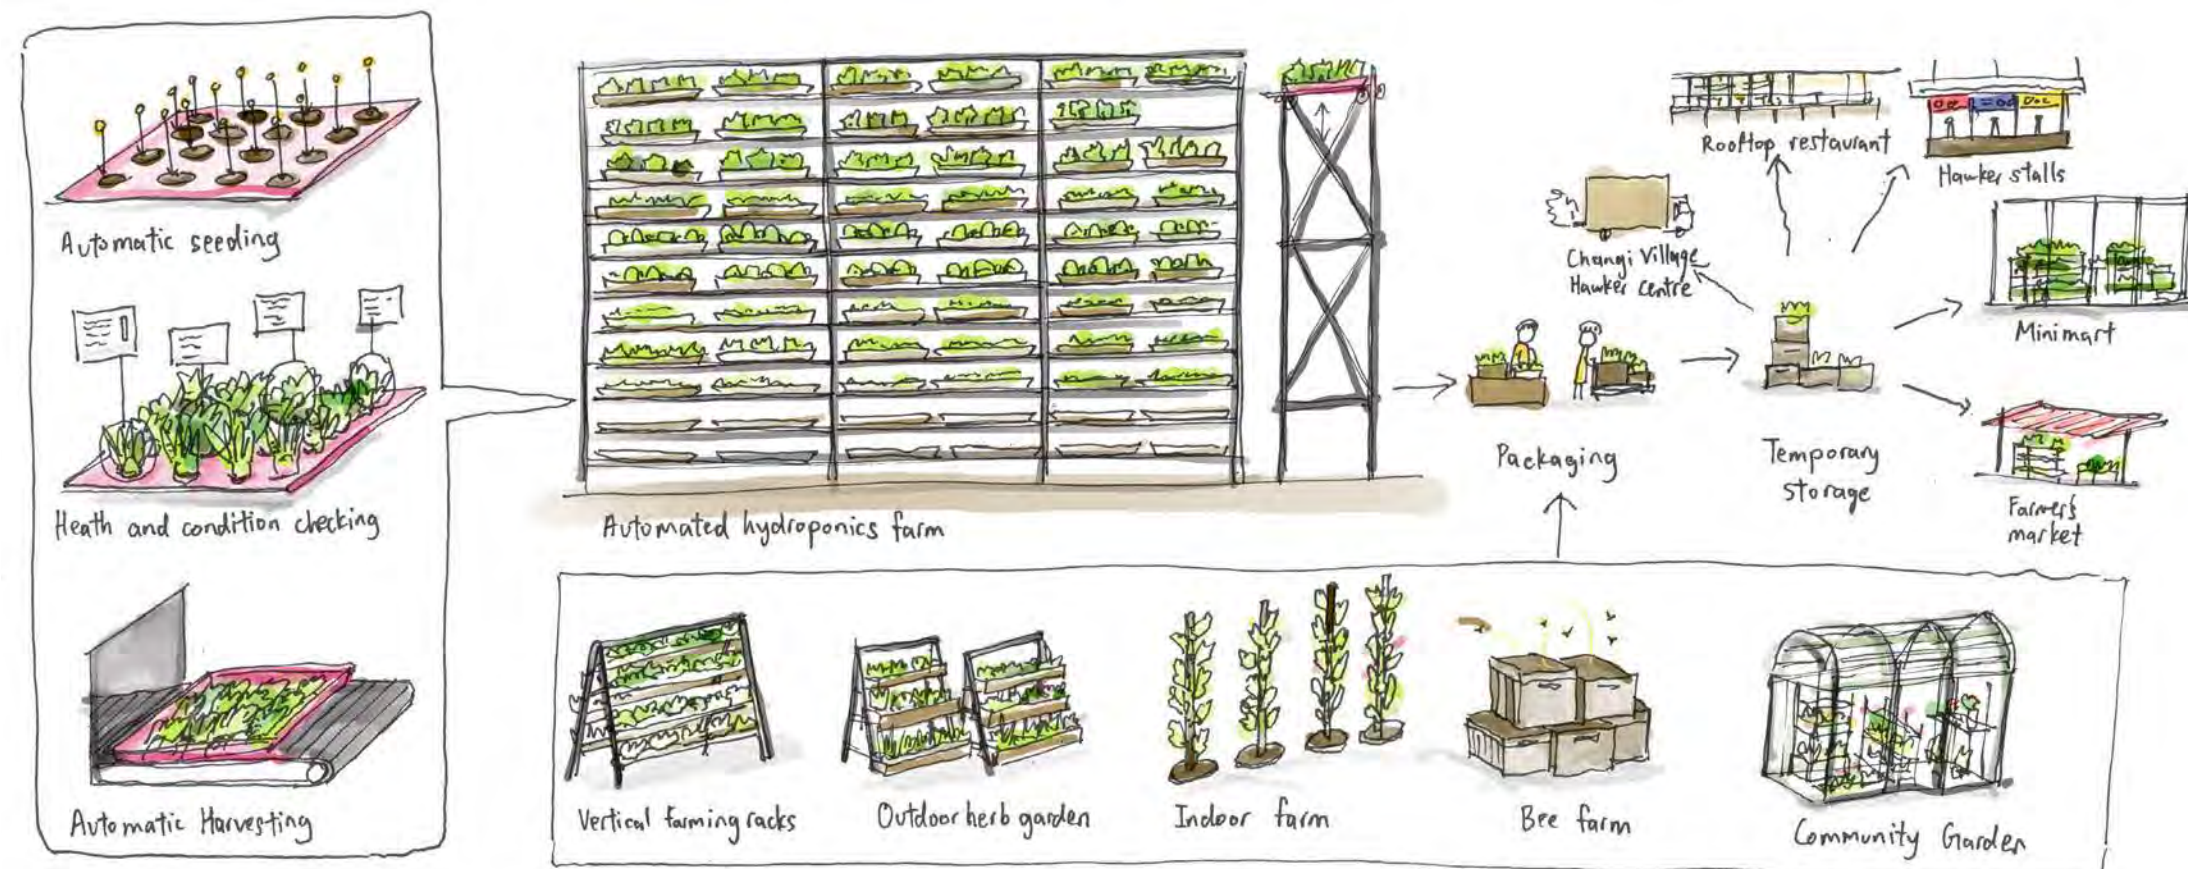 Automatic seeding
Heath and condition checking
Automatic Harvesting
Automated hydroponics farm
Packaging
Temporary
storage
Changi Village
Hawker Centre
Rooftop restaurant
Hawker stalls
Minimart
Farmer's
market
Vertical farming racks
Outdoor herb garden
Indoor farm
Bee farm
Community Garden